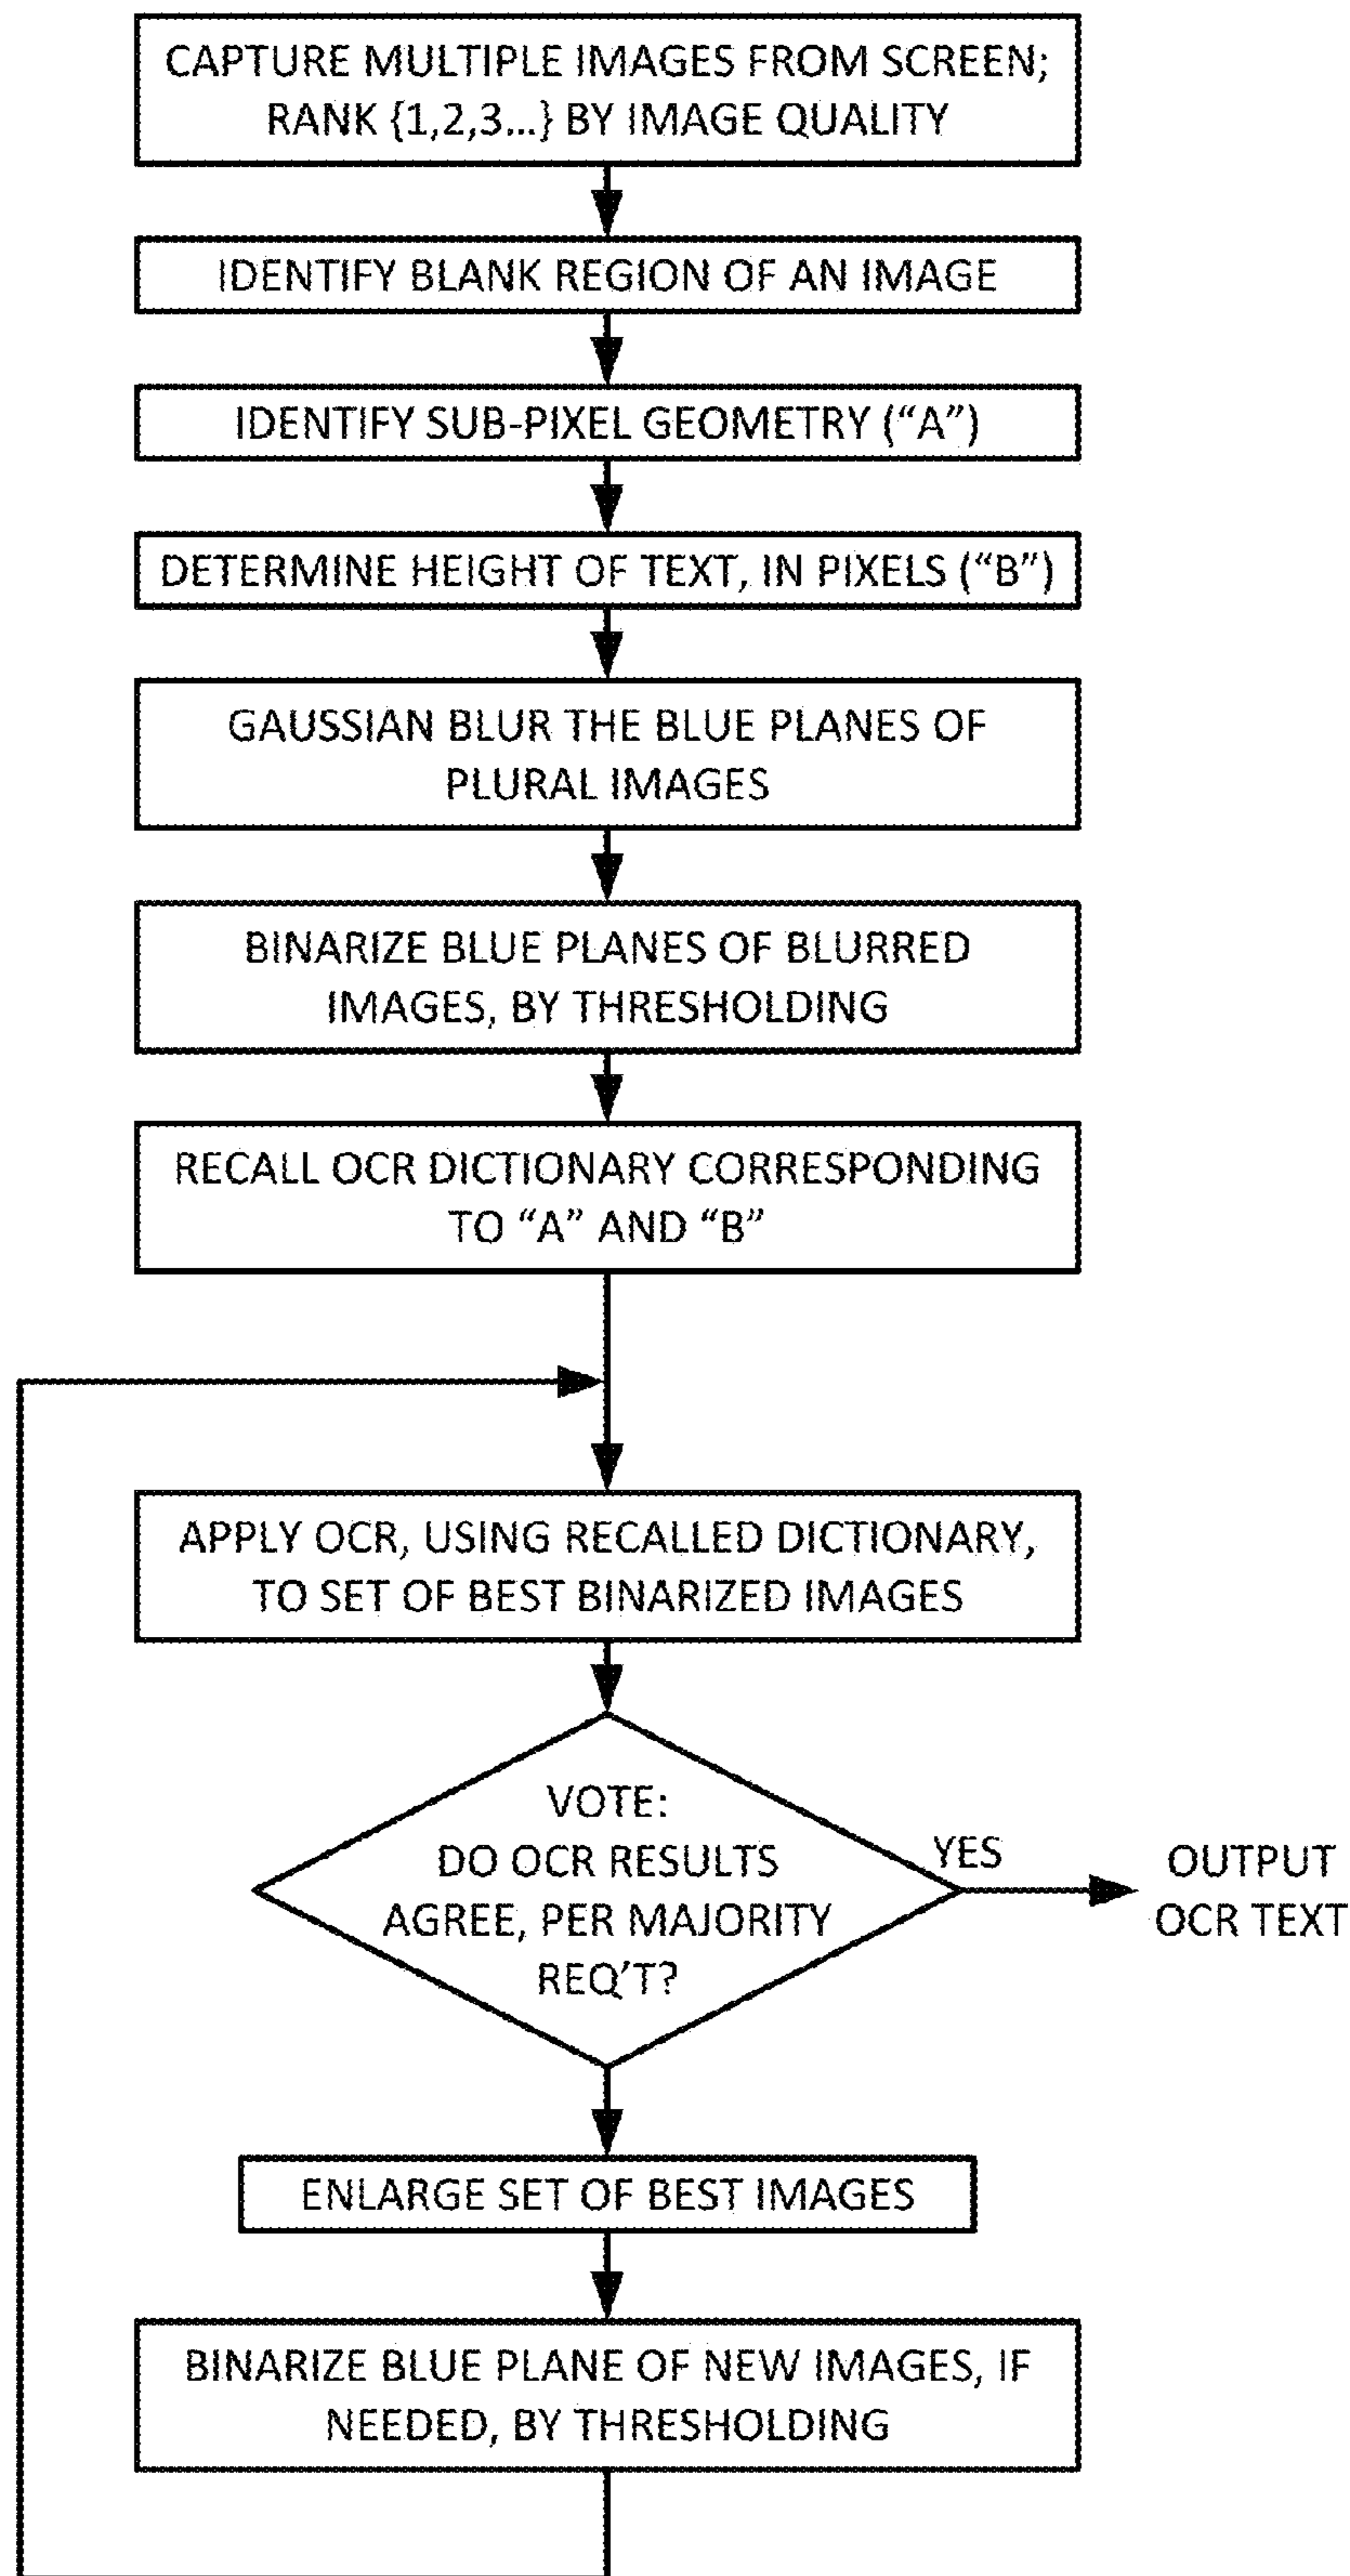 CAPTURE MULTIPLE IMAGES FROM SCREEN;
RANK {1,2,3...} BY IMAGE QUALITY
IDENTIFY BLANK REGION OF AN IMAGE
IDENTIFY SUB-PIXEL GEOMETRY (“A”)
DETERMINE HEIGHT OF TEXT, IN PIXELS (“B”)
GAUSSIAN BLUR THE BLUE PLANES OF
PLURAL IMAGES
BINARIZE BLUE PLANES OF BLURRED
IMAGES, BY THRESHOLDING
RECALL OCR DICTIONARY CORRESPONDING
TO “A” AND “B”
APPLY OCR, USING RECALLED DICTIONARY,
TO SET OF BEST BINARIZED IMAGES
VOTE:
DO OCR RESULTS
AGREE, PER MAJORITY
REQ’T?
YES
OUTPUT
OCR TEXT
ENLARGE SET OF BEST IMAGES
BINARIZE BLUE PLANE OF NEW IMAGES, IF
NEEDED, BY THRESHOLDING